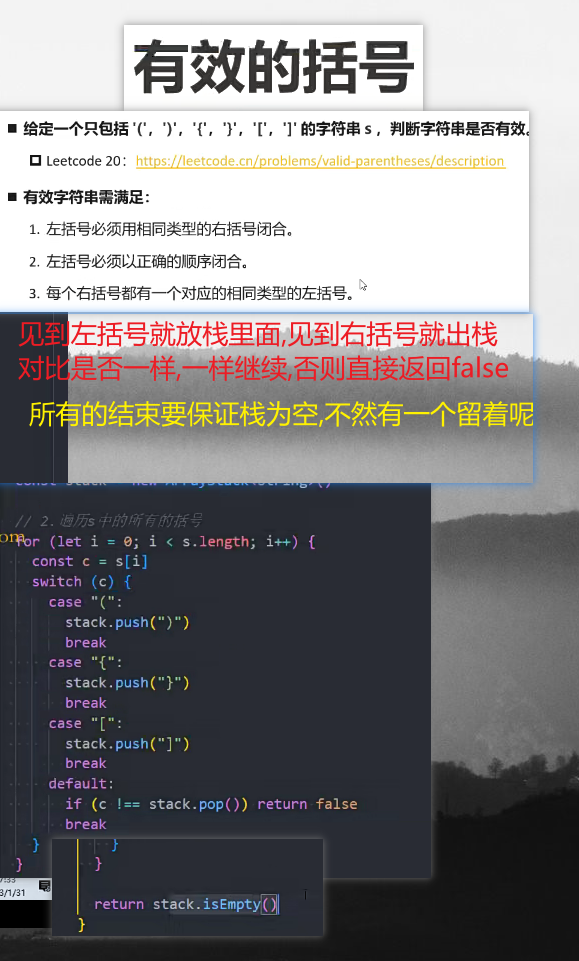 有效的括号
■ 给定一个只包括 '(', ')', '{', '}', '[', ']' 的字符串 s ，判断字符串是否有效。
Leetcode 20：https://leetcode.cn/problems/valid-parentheses/description
■ 有效字符串需满足：
1. 左括号必须用相同类型的右括号闭合。
2. 左括号必须以正确的顺序闭合。
3. 每个右括号都有一个对应的相同类型的左括号。
见到左括号就放栈里面,见到右括号就出栈
对比是否一样,一样继续,否则直接返回false
所有的结束要保证栈为空,不然有一个留着呢
const stack = new ArrayStack<string>()
// 2.遍历s中的所有的括号
om
for (let i = 0; i < s.length; i++) {
const c = s[i]
switch (c) {
case "(":
stack.push(")")
break
case "{":
stack.push("}")
break
case "[":
stack.push("]")
break
default:
if (c !== stack.pop()) return false
break
}
}
}
}
3/1/31
return stack.isEmpty()
}